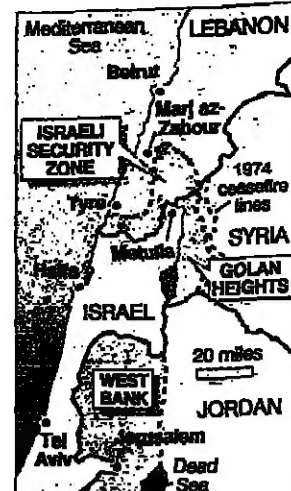 Mediterranean
Sea
LEBANON
Beirut
Marj az-
Zahour
ISRAELI
SECURITY
ZONE
1974
ceasefire
lines
Tyre
SYRIA
Metulla
GOLAN
HEIGHTS
Haifa
ISRAEL
20 miles
WEST
BANK
JORDAN
Tel
Aviv
Jerusalem
Dead
Sea